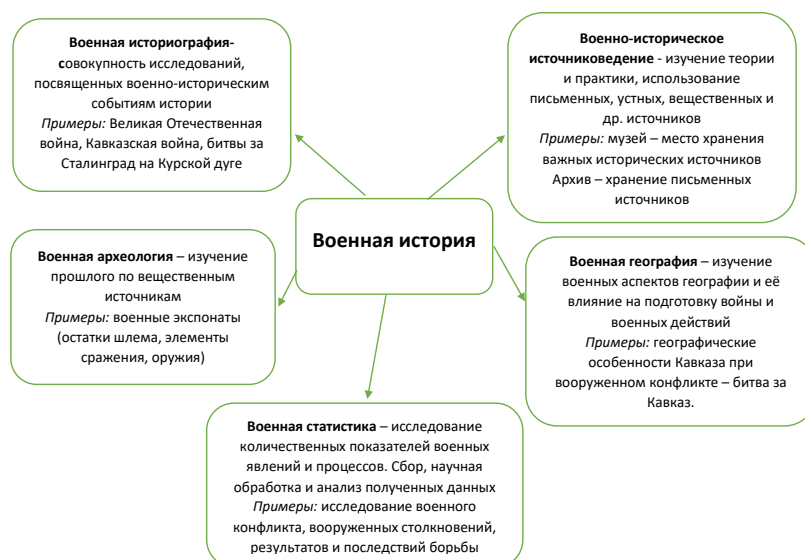 Военная историография-
совокупность исследований,
посвященных военно-историческим
событиям истории
Примеры: Великая Отечественная
война, Кавказская война, битвы за
Сталинград на Курской дуге
Военно-историческое
источниковедение - изучение теории
и практики, использование
письменных, устных, вещественных и
др. источников
Примеры: музей – место хранения
важных исторических источников
Архив – хранение письменных
источников
Военная история
Военная археология – изучение
прошлого по вещественным
источникам
Примеры: военные экспонаты
(остатки шлема, элементы
сражения, оружия)
Военная география – изучение
военных аспектов географии и её
влияние на подготовку войны и
военных действий
Примеры: географические
особенности Кавказа при
вооруженном конфликте – битва за
Кавказ.
Военная статистика – исследование
количественных показателей военных
явлений и процессов. Сбор, научная
обработка и анализ полученных данных
Примеры: исследование военного
конфликта, вооруженных столкновений,
результатов и последствий борьбы